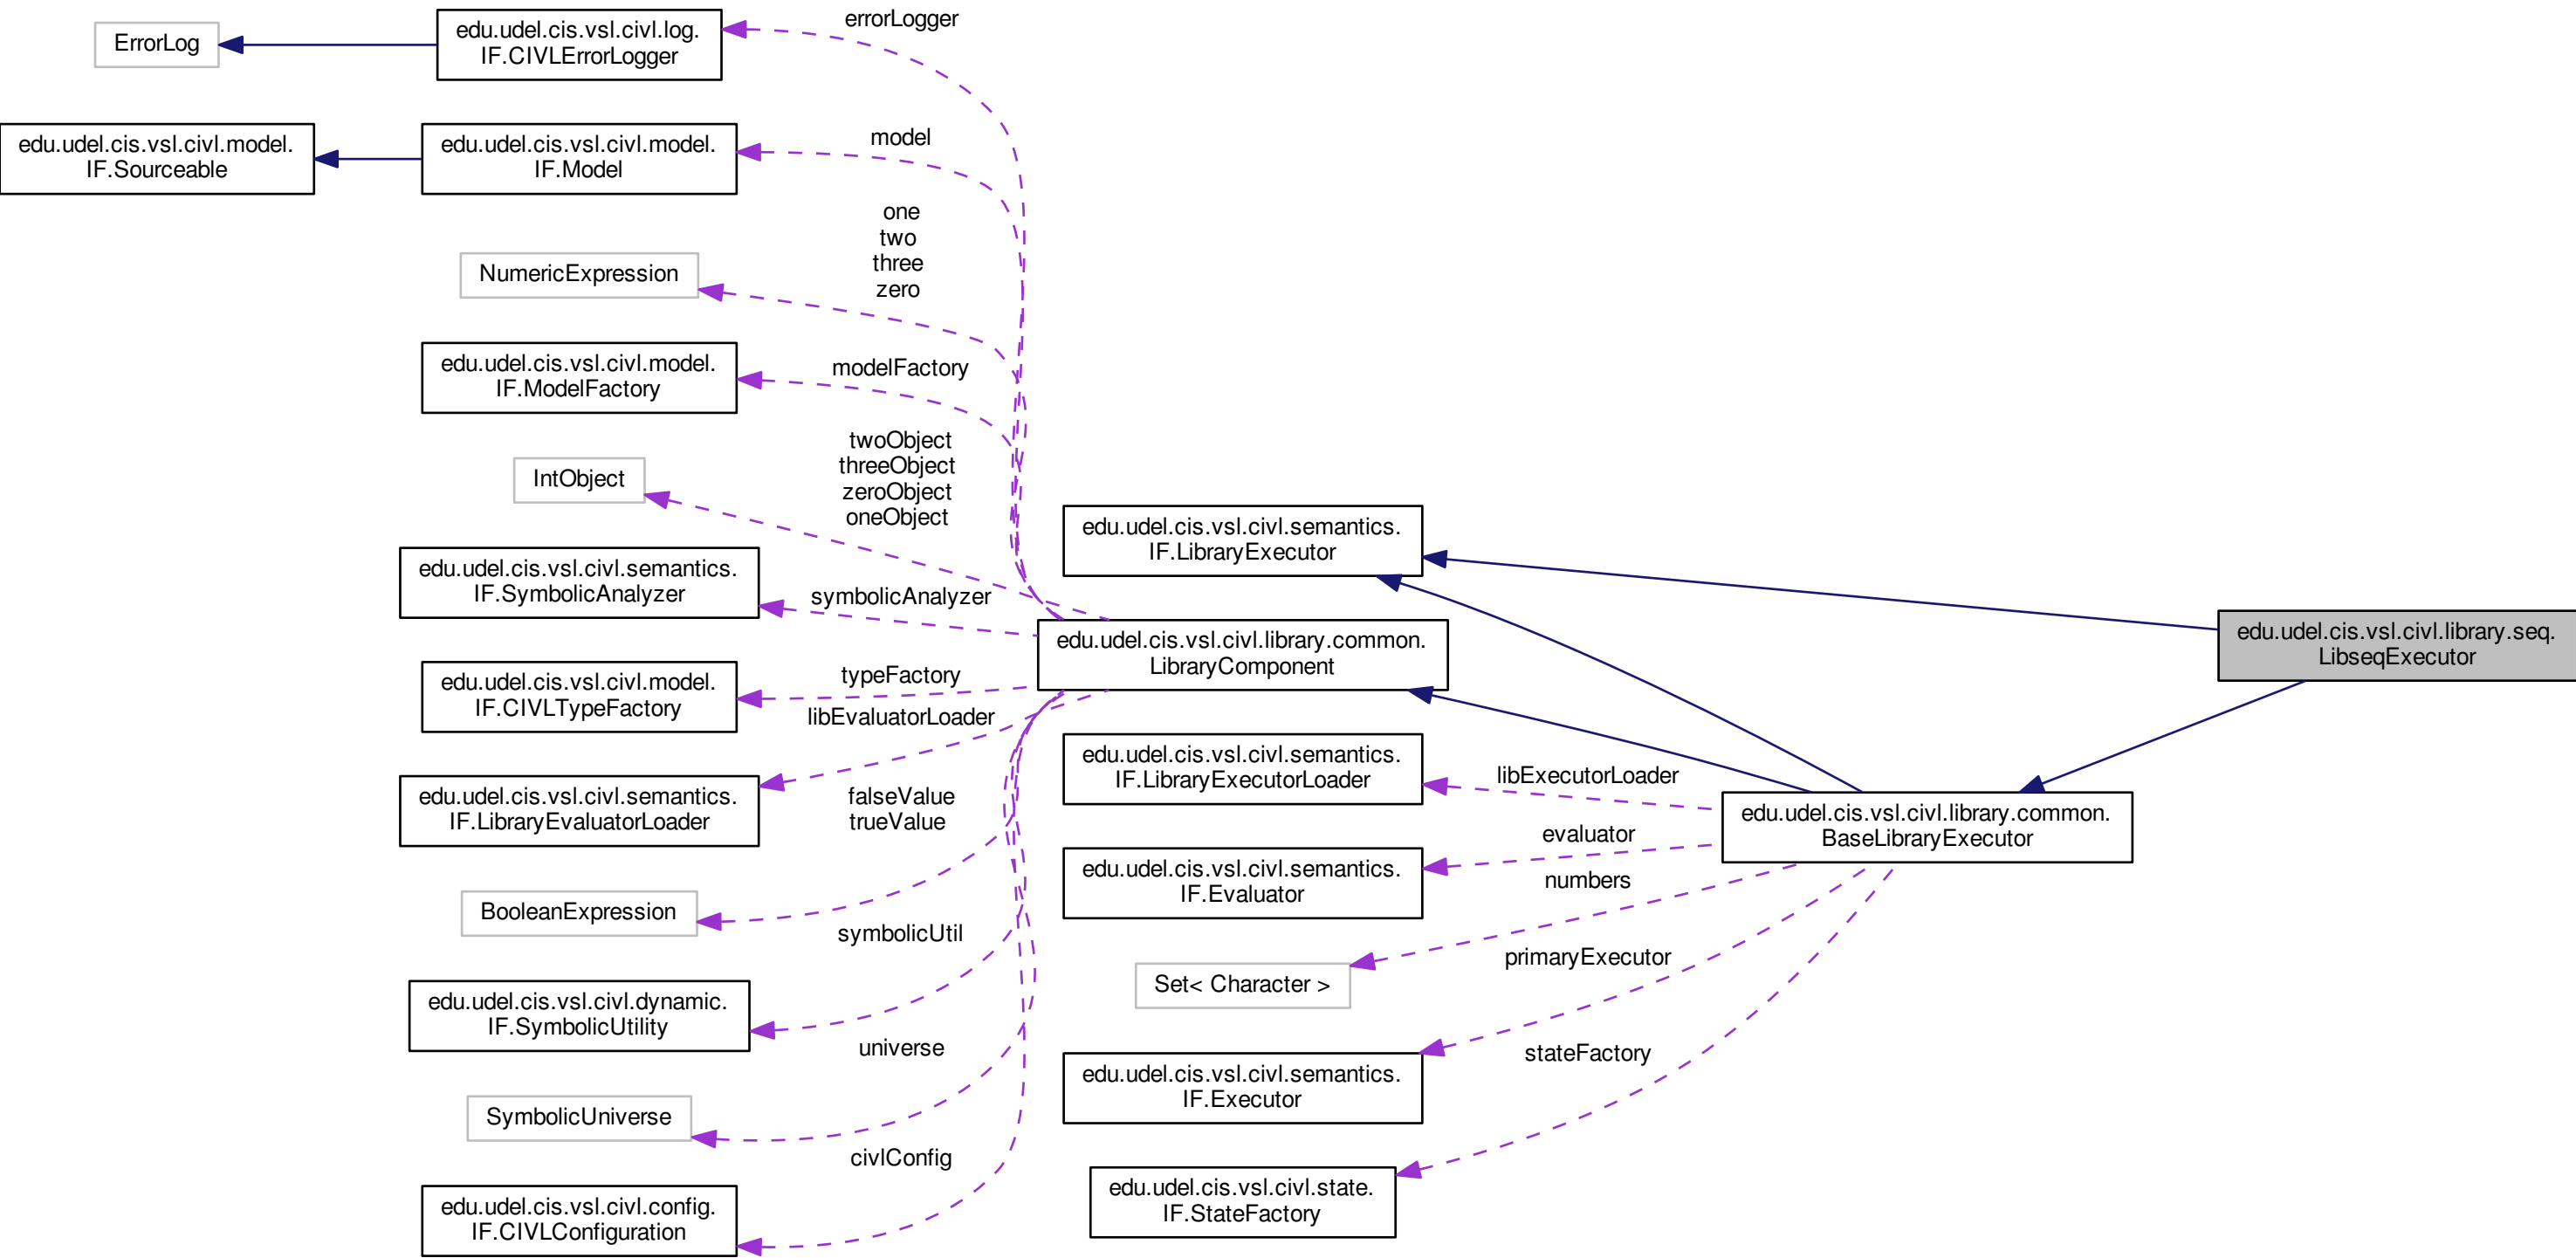 ErrorLog
edu.udel.cis.vsl.civl.log.
IF.CIVLErrorLogger
errorLogger
edu.udel.cis.vsl.civl.model.
IF.Sourceable
edu.udel.cis.vsl.civl.model.
IF.Model
model
NumericExpression
one
two
three
zero
edu.udel.cis.vsl.civl.model.
IF.ModelFactory
modelFactory
IntObject
twoObject
threeObject
zeroObject
oneObject
edu.udel.cis.vsl.civl.semantics.
IF.SymbolicAnalyzer
symbolicAnalyzer
edu.udel.cis.vsl.civl.model.
IF.CIVLTypeFactory
typeFactory
edu.udel.cis.vsl.civl.semantics.
IF.LibraryEvaluatorLoader
libEvaluatorLoader
BooleanExpression
falseValue
trueValue
edu.udel.cis.vsl.civl.dynamic.
IF.SymbolicUtility
symbolicUtil
SymbolicUniverse
universe
edu.udel.cis.vsl.civl.config.
IF.CIVLConfiguration
civlConfig
edu.udel.cis.vsl.civl.semantics.
IF.LibraryExecutor
edu.udel.cis.vsl.civl.library.common.
LibraryComponent
edu.udel.cis.vsl.civl.semantics.
IF.LibraryExecutorLoader
libExecutorLoader
edu.udel.cis.vsl.civl.semantics.
IF.Evaluator
evaluator
Set< Character >
numbers
edu.udel.cis.vsl.civl.semantics.
IF.Executor
primaryExecutor
edu.udel.cis.vsl.civl.state.
IF.StateFactory
stateFactory
edu.udel.cis.vsl.civl.library.common.
BaseLibraryExecutor
edu.udel.cis.vsl.civl.library.seq.
LibseqExecutor